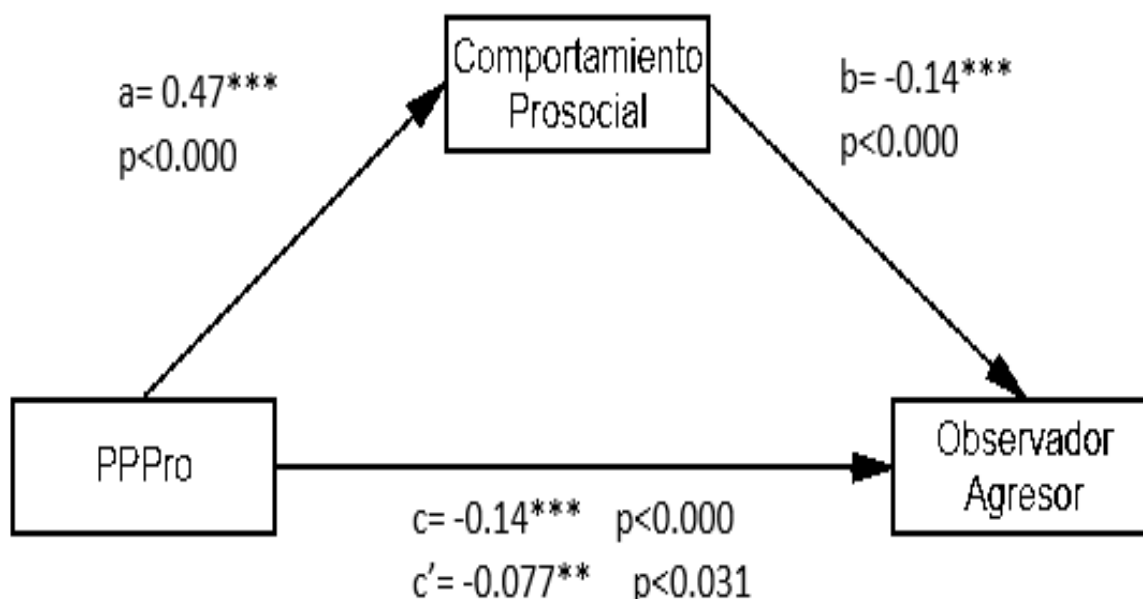 a= 0.47***
p<0.000
Comportamiento
Prosocial
b= -0.14***
p<0.000
PPPro
Observador
Agresor
c= -0.14*** p<0.000
c’= -0.077** p<0.031